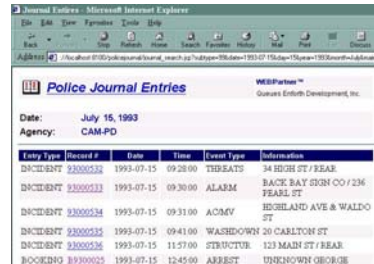 Journal Entires - Microsoft Internet Explorer
File Edit View Favorites Tools Help
Back Stop Refresh Home Search Favorites History Mail Print Discuss
Address
Police Journal Entries
WEBPartner™
Queues Enforth Development, Inc.
Date: July 15, 1993
Agency: CAM-PD
Entry Type Record # Date Time Event Type Information
INCIDENT 93000532 1993-07-15 09:28:00 THREATS 34 HIGH ST / REAR
INCIDENT 93000533 1993-07-15 09:30:00 ALARM BACK BAY SIGN CO / 236
PEARL ST
INCIDENT 93000534 1993-07-15 09:31:00 AC/MV HIGHLAND AVE & WALDO
ST
INCIDENT 93000535 1993-07-15 09:41:00 WASHDOWN 20 CARLTON ST
INCIDENT 93000536 1993-07-15 11:57:00 STRUCTUR 123 MAIN ST / REAR
BOOKING B9300025 1993-07-15 12:45:00 ARREST UNKNOWN GEORGE